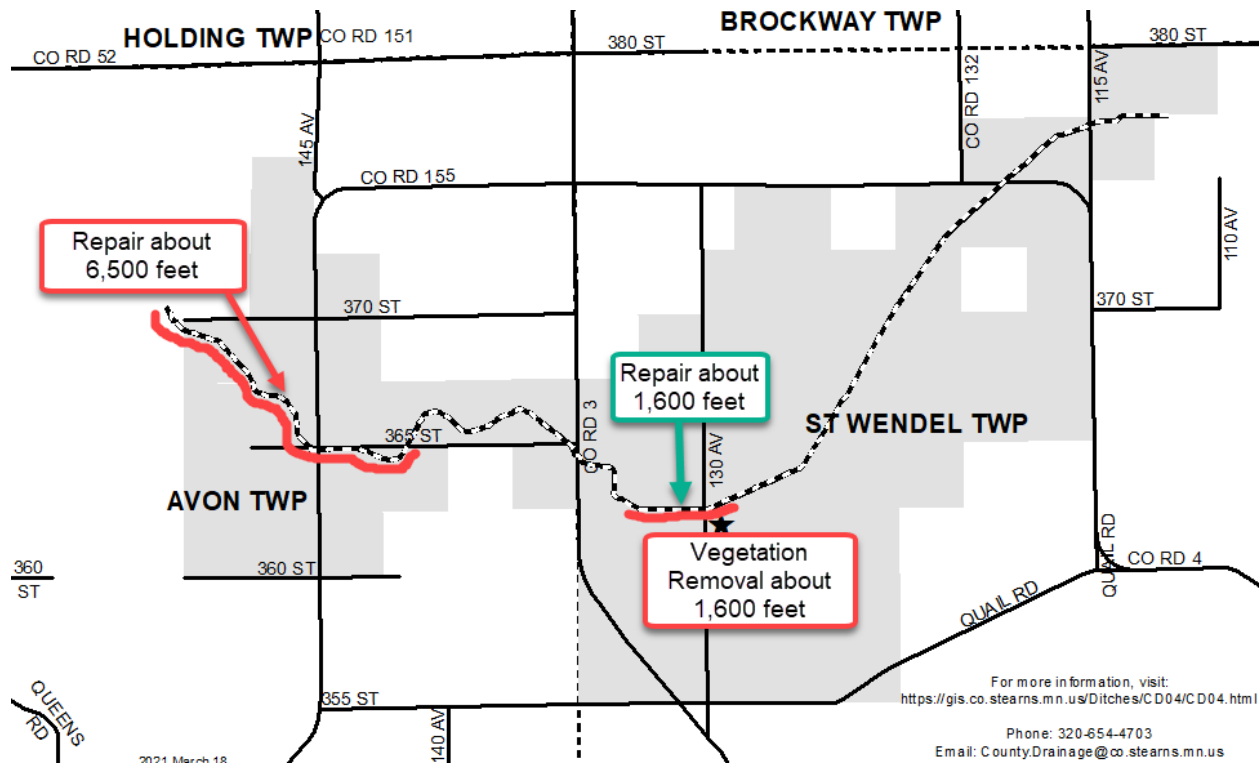 BROCKWAY TWP
HOLDING TWP
CO RD 151
380 ST
380 ST
CO RD 52
CO RD 132
115 AV
145 AV
CO RD 155
110 AV
Repair about
6,500 feet
370 ST
370 ST
Repair about
1,600 feet
CO RD 3
130 AV
ST WENDEL TWP
365 ST
AVON TWP
Vegetation
Removal about
1,600 feet
QUAIL RD
CO RD 4
360
ST
360 ST
QUAIL RD
QUEENS
RD
355 ST
140 AV
For more information, visit:
https://gis.co.stearns.mn.us/Ditches/CD04/CD04.html
Phone: 320-654-4703
Email: County.Drainage@co.stearns.mn.us
2021 March 18